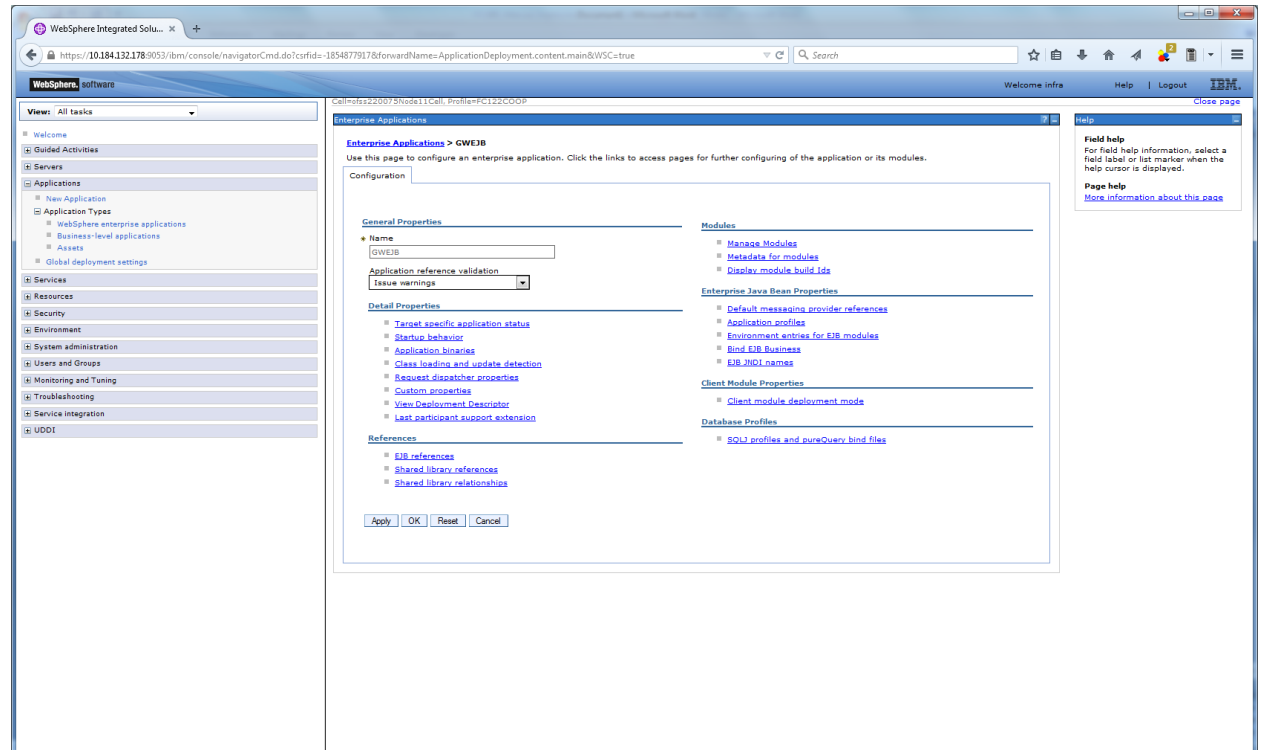 WebSphere Integrated Solu...
https://10.184.132.178:9053/ibm/console/navigatorCmd.do?csrfid=-1854877917&forwardName=ApplicationDeployment.content.main&WSC=true
Search
2
WebSphere. software
Welcome infra
Help | Logout
IBM.
View: All tasks
Welcome
Guided Activities
Servers
Applications
New Application
Application Types
WebSphere enterprise applications
Business-level applications
Assets
Global deployment settings
Services
Resources
Security
Environment
System administration
Users and Groups
Monitoring and Tuning
Troubleshooting
Service integration
UDDI
Cell=ofss220075Node11Cell, Profile=FC122COOP
Close page
Enterprise Applications
Enterprise Applications > GWEJB
Use this page to configure an enterprise application. Click the links to access pages for further configuring of the application or its modules.
Configuration
General Properties
* Name
GWEJB
Application reference validation
Issue warnings
Detail Properties
Target specific application status
Startup behavior
Application binaries
Class loading and update detection
Request dispatcher properties
Custom properties
View Deployment Descriptor
Last participant support extension
References
EJB references
Shared library references
Shared library relationships
Apply OK Reset Cancel
Modules
Manage Modules
Metadata for modules
Display module build Ids
Enterprise Java Bean Properties
Default messaging provider references
Application profiles
Environment entries for EJB modules
Bind EJB Business
EJB JNDI names
Client Module Properties
Client module deployment mode
Database Profiles
SQLJ profiles and pureQuery bind files
Help
Field help
For field help information, select a
field label or list marker when the
help cursor is displayed.
Page help
More information about this page